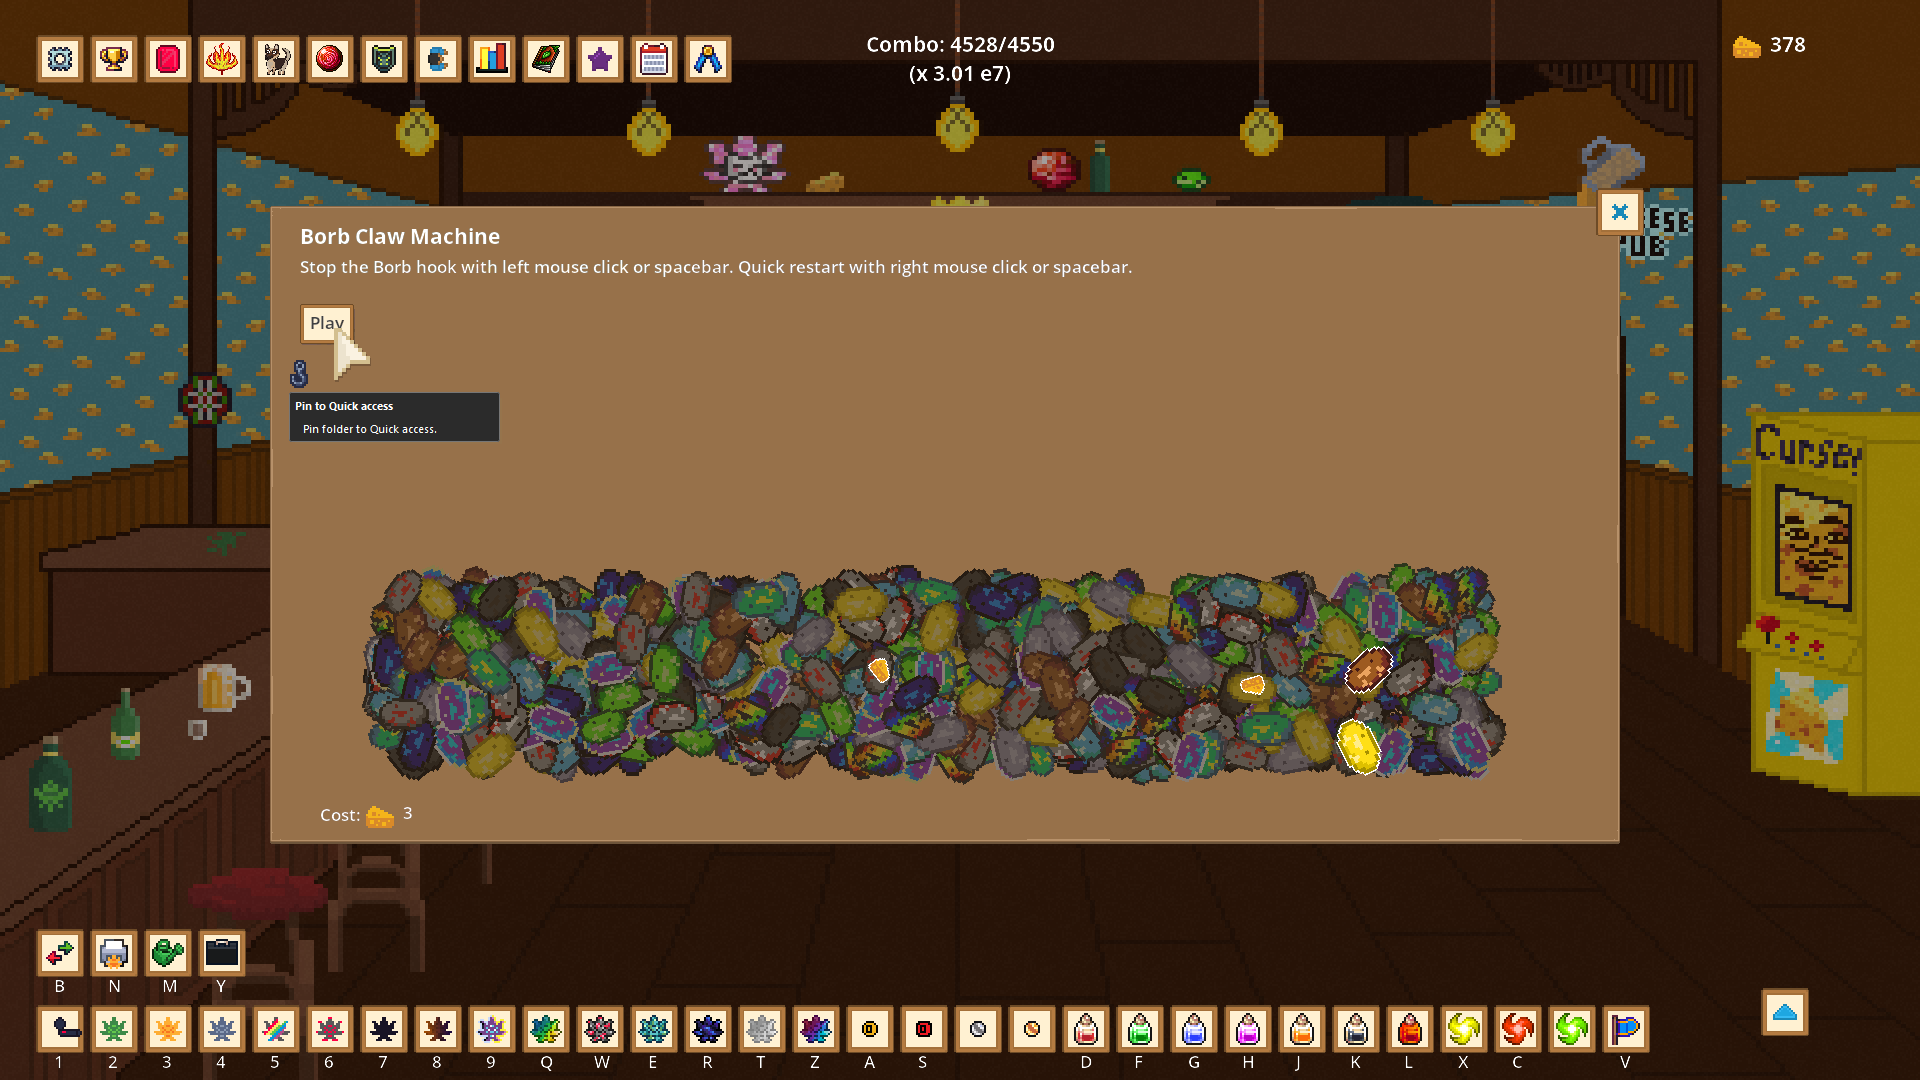 Combo: 4528/4550
(x 3.01 e7)
378
Borb Claw Machine
Stop the Borb hook with left mouse click or spacebar. Quick restart with right mouse click or spacebar.
Play
Pin to Quick access
Pin folder to Quick access.
Curse!
Cost: 3
B N M Y
1 2 3 4 5 6 7 8 9 Q W E R T Z A S D F G H J K L X C V